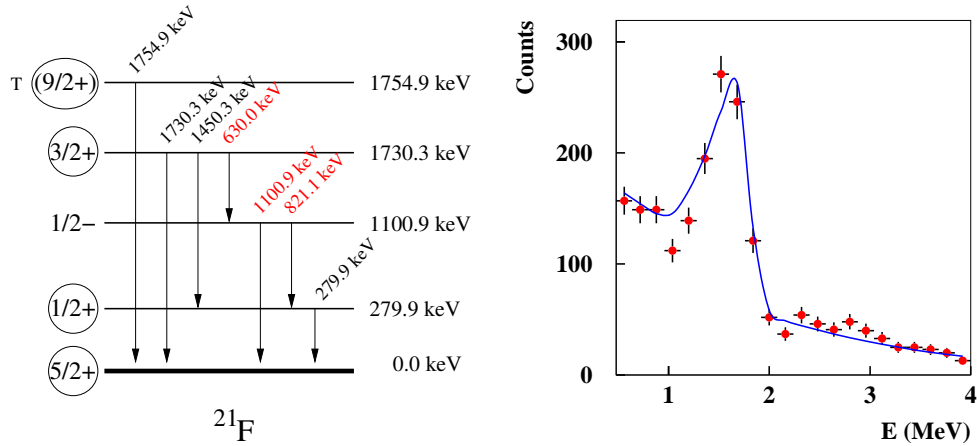 1754.9 keV
T (9/2+) 1754.9 keV
1730.3 keV
1450.3 keV
630.0 keV
3/2+ 1730.3 keV
1100.9 keV
821.1 keV
1/2− 1100.9 keV
279.9 keV
1/2+ 279.9 keV
5/2+ 0.0 keV
²¹F
Counts
300
200
100
0
1 2 3 4
E (MeV)